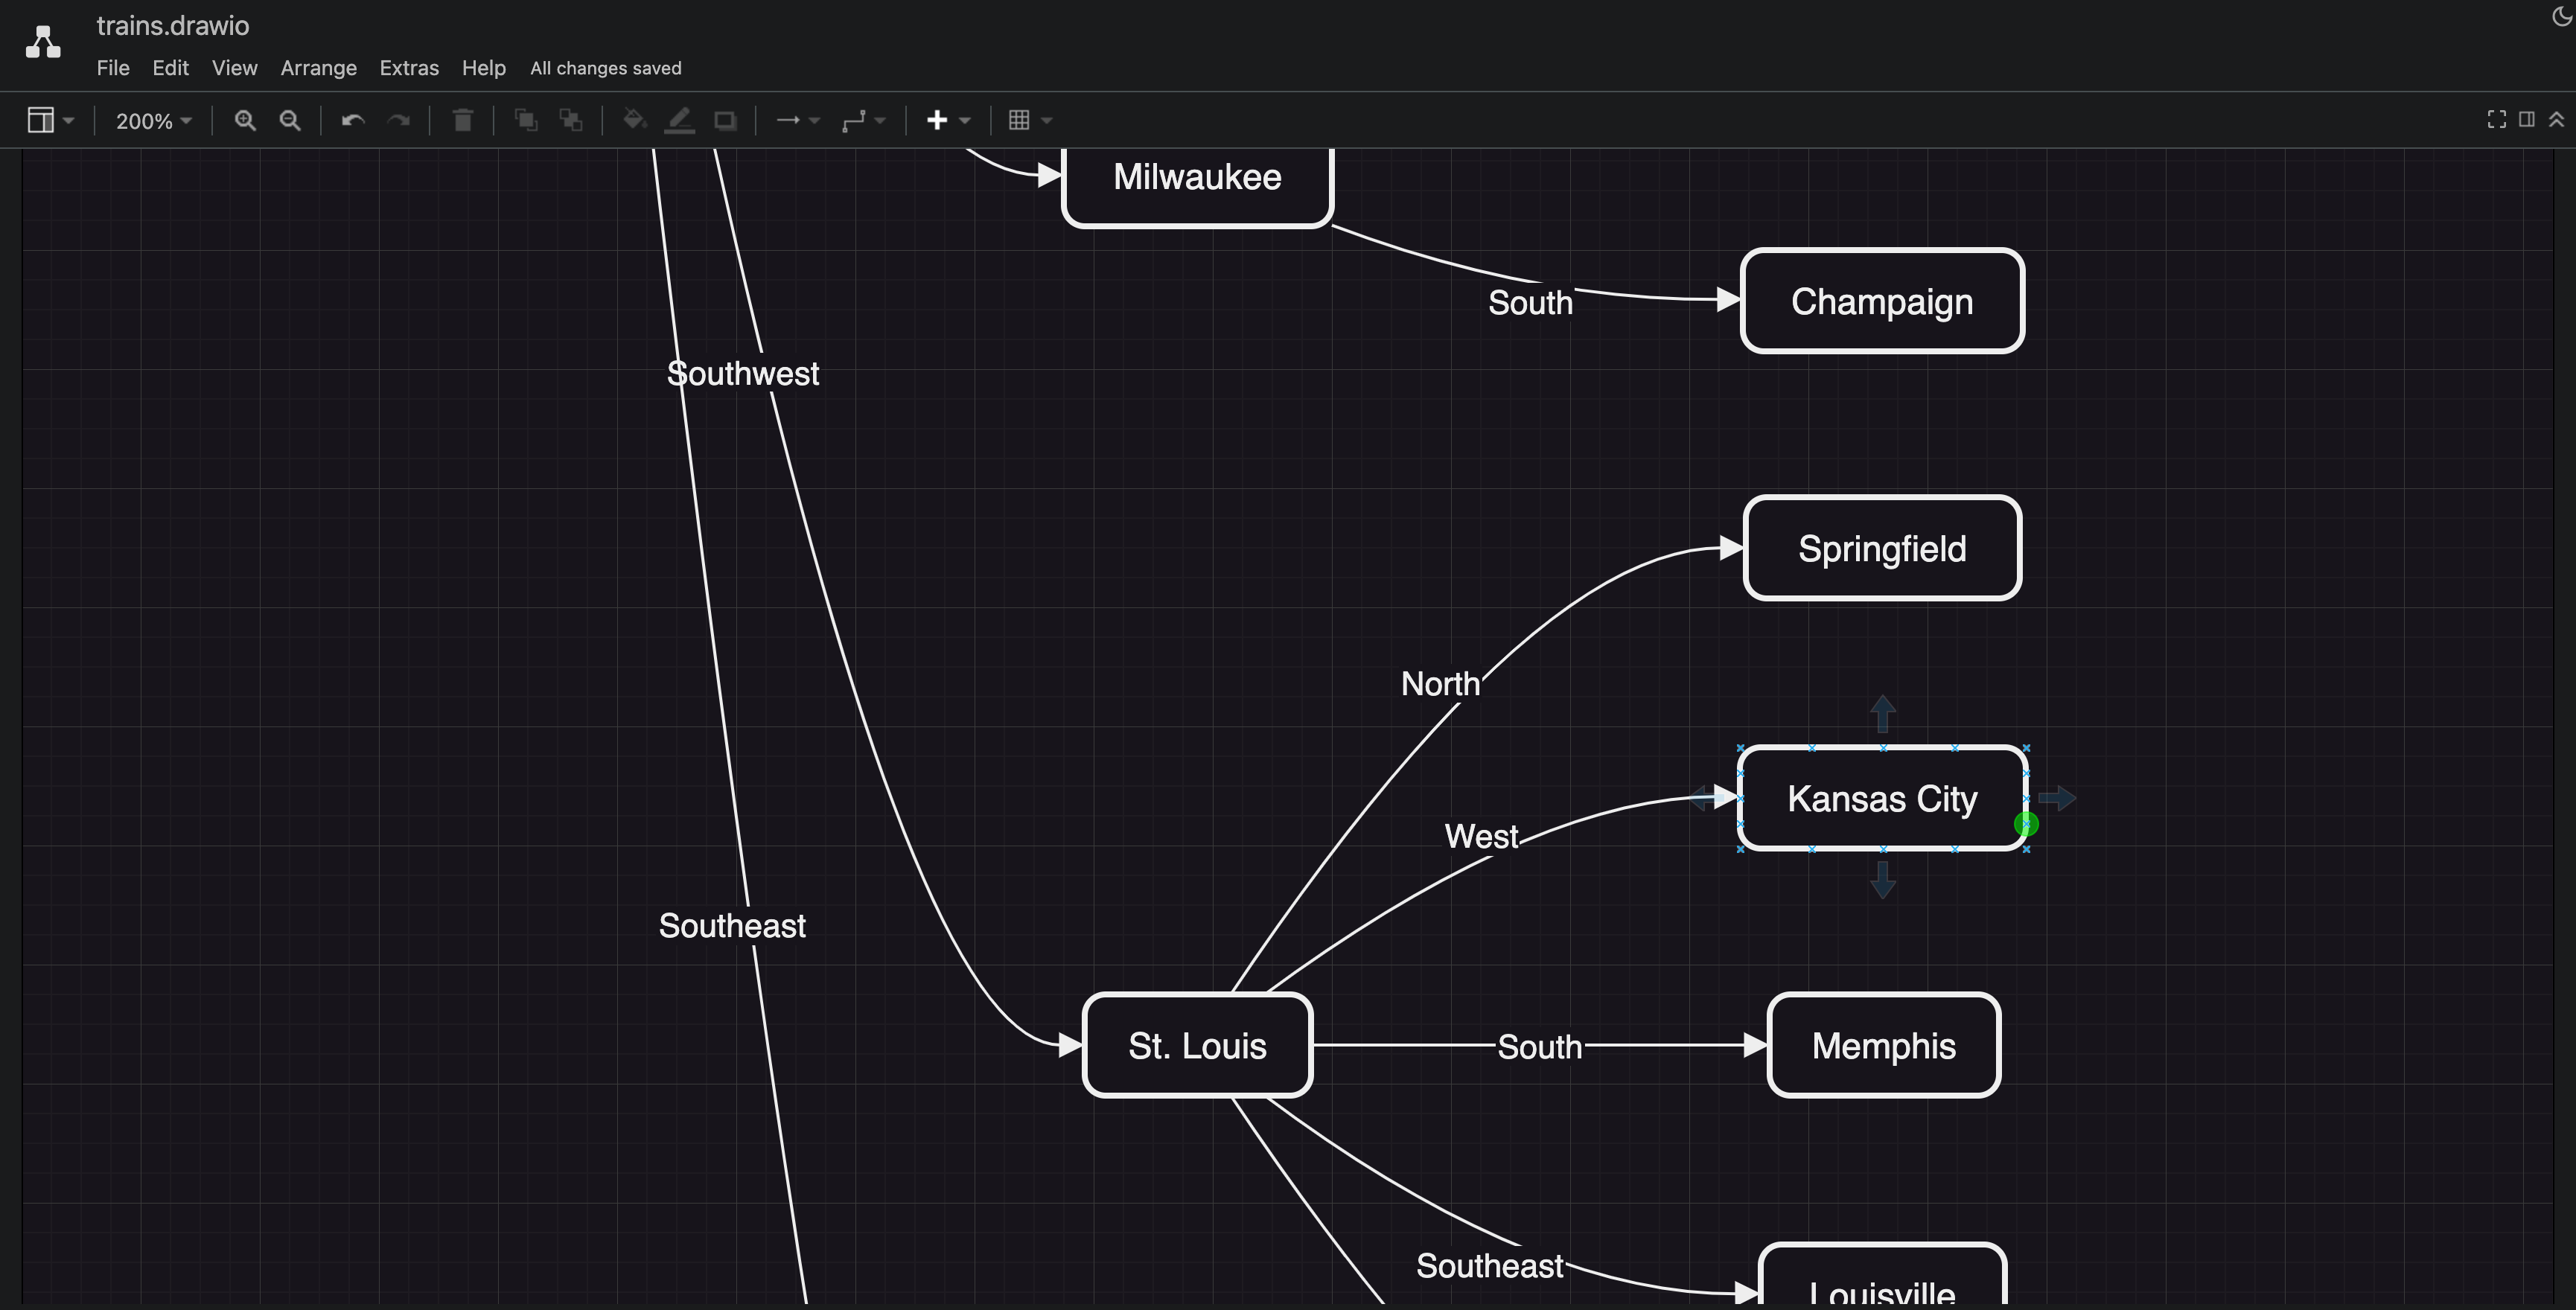 trains.drawio
File Edit View Arrange Extras Help All changes saved
200%
Milwaukee
South
Champaign
Southwest
Springfield
North
Kansas City
West
Southeast
St. Louis
South
Memphis
Southeast
Louisville